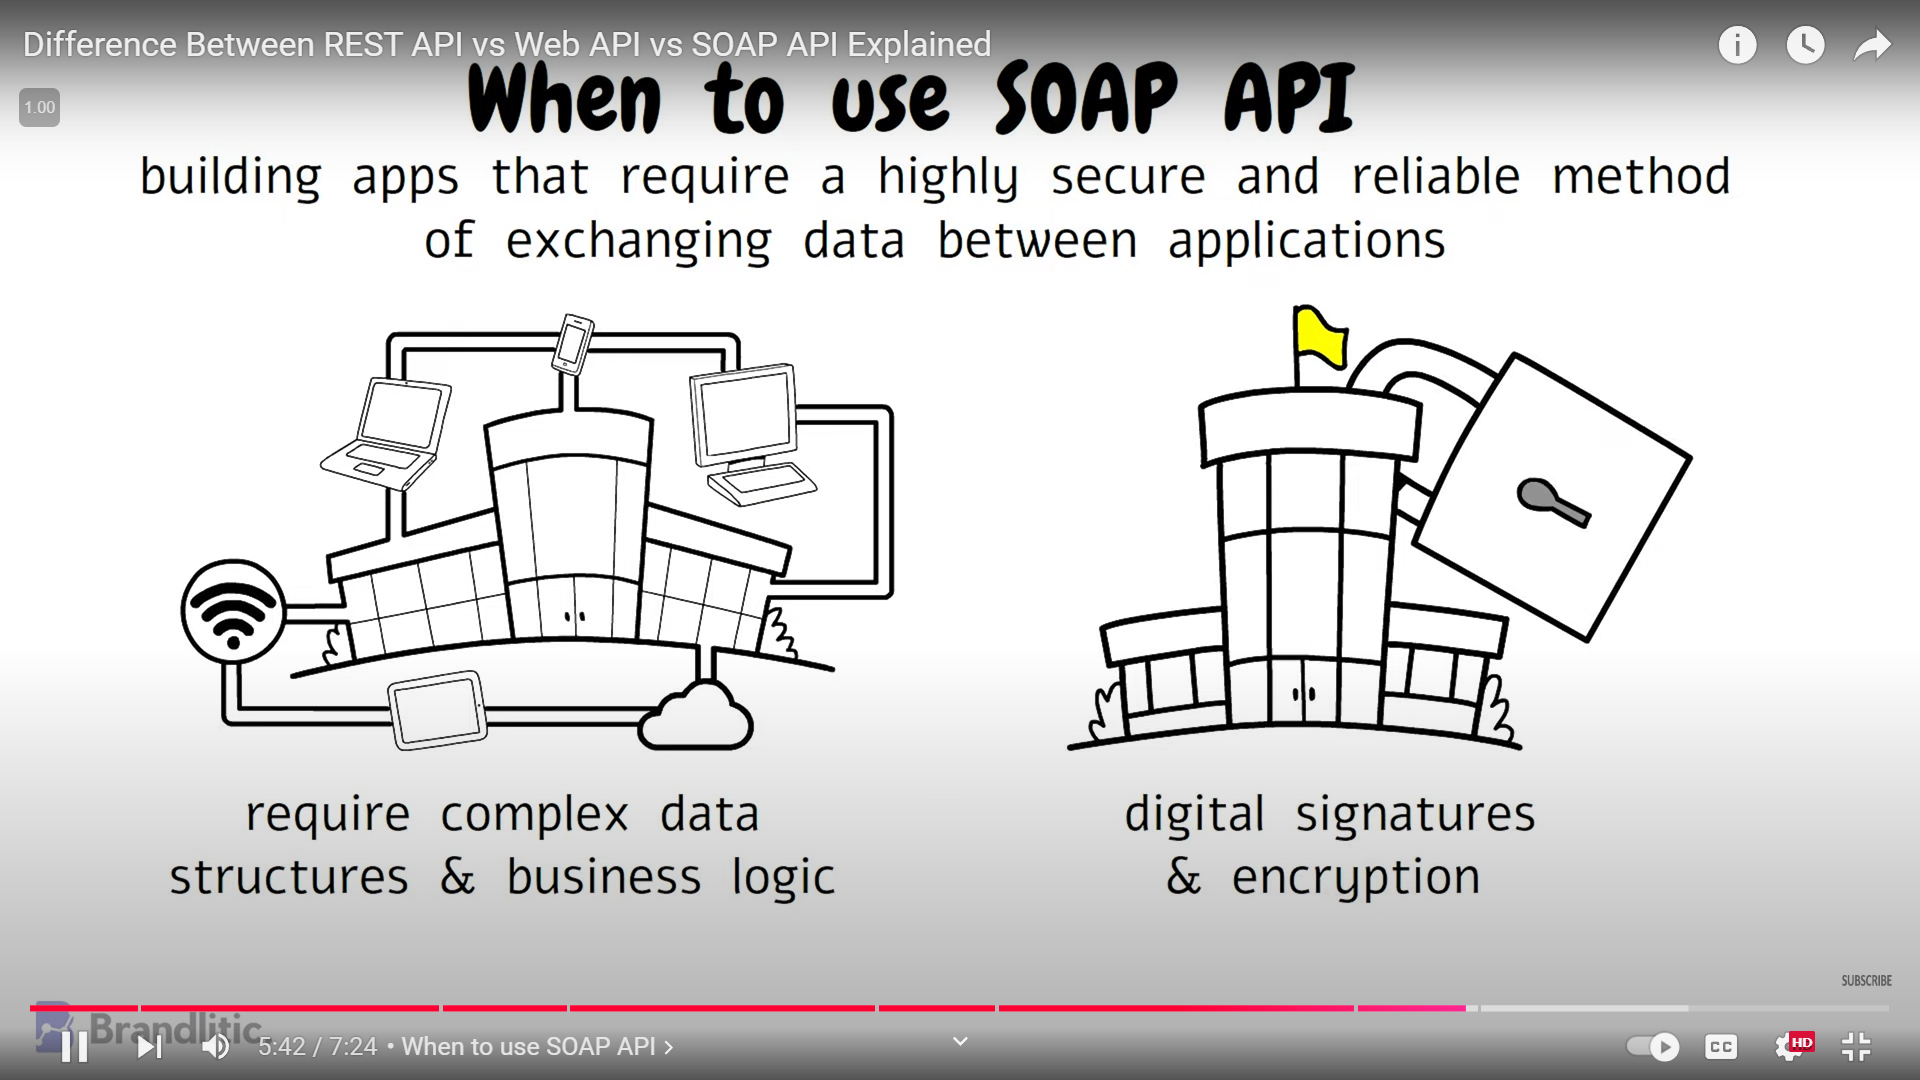 Difference Between REST API vs Web API vs SOAP API Explained
1.00
When to use SOAP API
building apps that require a highly secure and reliable method
of exchanging data between applications
require complex data
structures & business logic
digital signatures
& encryption
SUBSCRIBE
Brandlitic
5:42 / 7:24 • When to use SOAP API
CC
HD